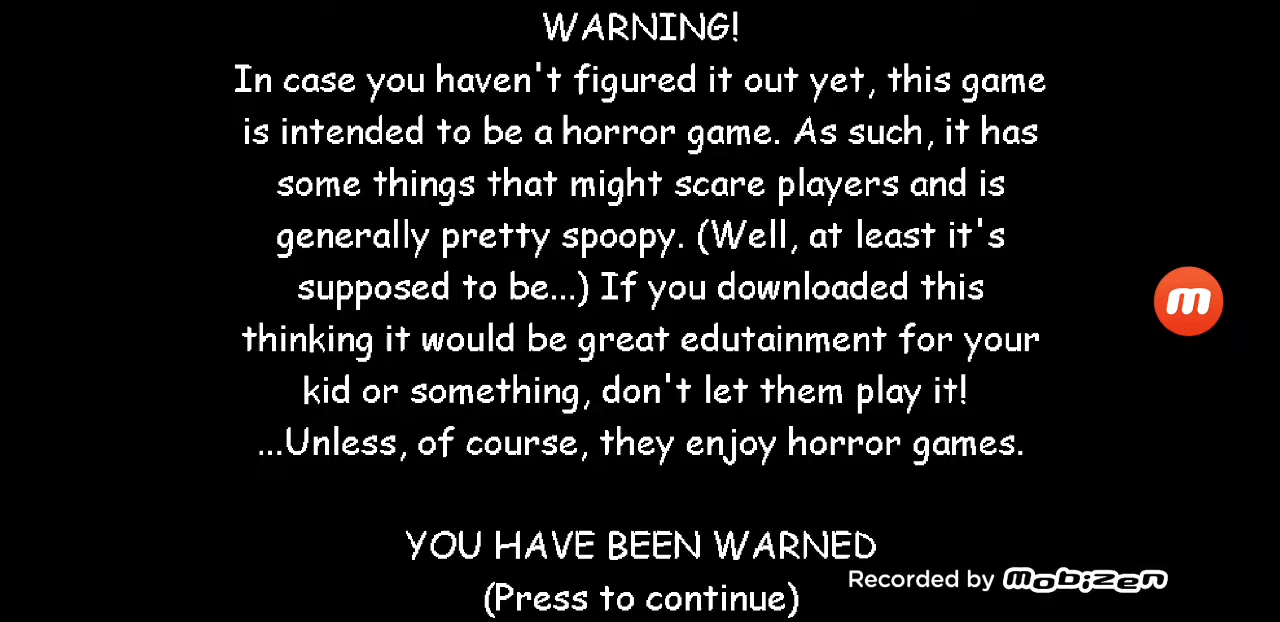 WARNING!
In case you haven't figured it out yet, this game
is intended to be a horror game. As such, it has
some things that might scare players and is
generally pretty spoopy. (Well, at least it's
supposed to be...) If you downloaded this
thinking it would be great edutainment for your
kid or something, don't let them play it!
...Unless, of course, they enjoy horror games.
YOU HAVE BEEN WARNED
(Press to continue)
m
Recorded by mobizen